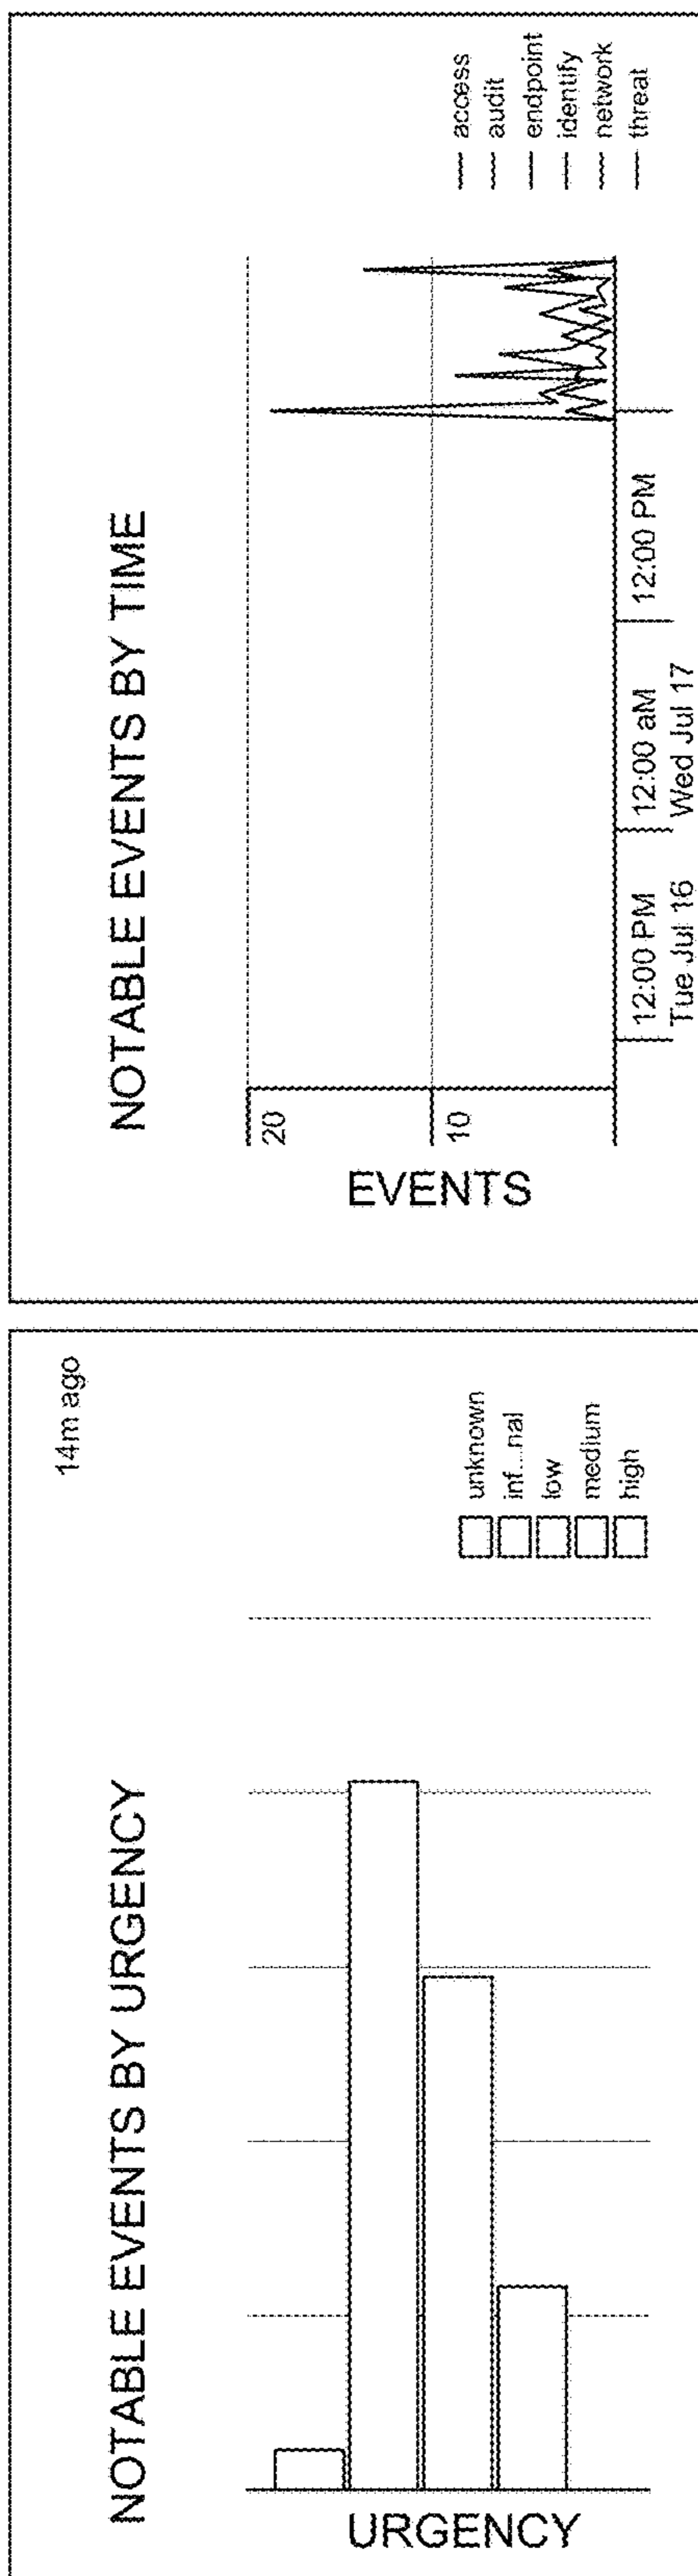 NOTABLE EVENTS BY URGENCY
14m ago
URGENCY
unknown
inf...nal
low
medium
high
NOTABLE EVENTS BY TIME
EVENTS
20
10
12:00 PM
Tue Jul 16
12:00 aM
Wed Jul 17
12:00 PM
access
audit
endpoint
identify
network
threat